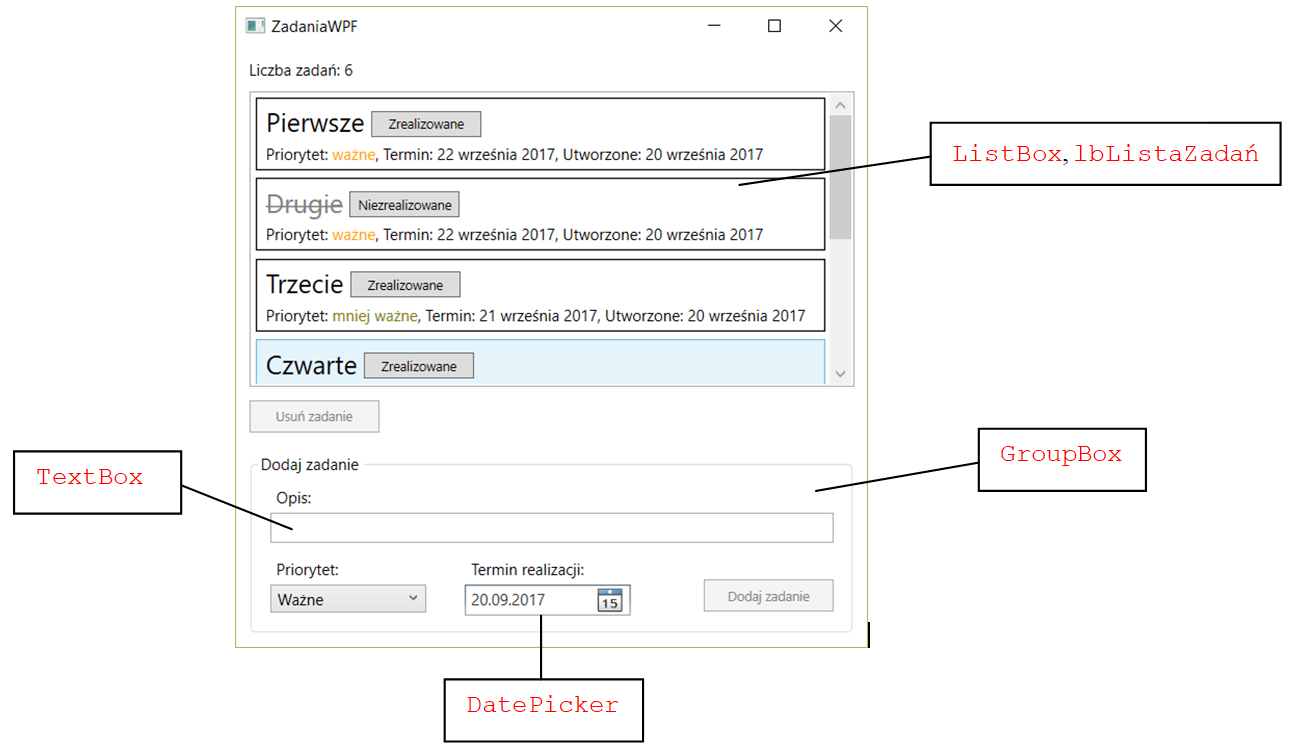 ZadaniaWPF
Liczba zadań: 6
Pierwsze Zrealizowane
Priorytet: ważne, Termin: 22 września 2017, Utworzone: 20 września 2017
ListBox, lbListaZadań
Drugie Niezrealizowane
Priorytet: ważne, Termin: 22 września 2017, Utworzone: 20 września 2017
Trzecie Zrealizowane
Priorytet: mniej ważne, Termin: 21 września 2017, Utworzone: 20 września 2017
Czwarte Zrealizowane
Usuń zadanie
GroupBox
Dodaj zadanie
TextBox
Opis:
Priorytet: Termin realizacji:
Ważne 20.09.2017 15 Dodaj zadanie
DatePicker